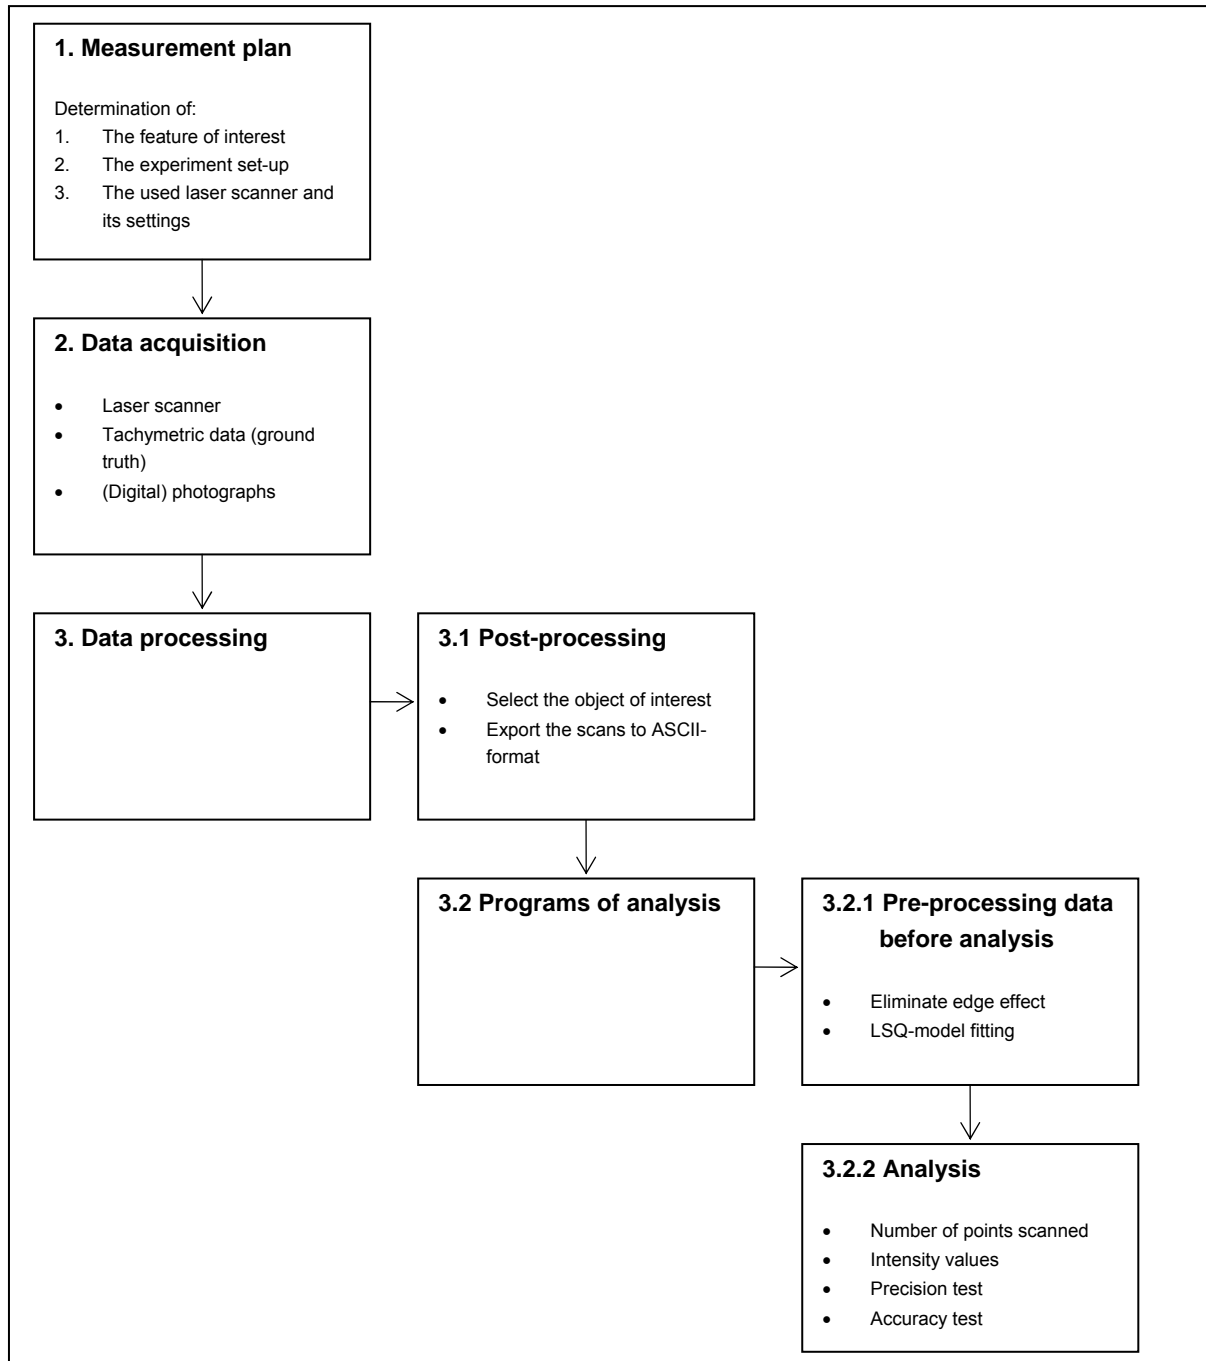 1. Measurement plan
Determination of:
1. The feature of interest
2. The experiment set-up
3. The used laser scanner and
its settings
2. Data acquisition
• Laser scanner
• Tachymetric data (ground
truth)
• (Digital) photographs
3. Data processing
3.1 Post-processing
• Select the object of interest
• Export the scans to ASCII-
format
3.2 Programs of analysis
3.2.1 Pre-processing data
before analysis
• Eliminate edge effect
• LSQ-model fitting
3.2.2 Analysis
• Number of points scanned
• Intensity values
• Precision test
• Accuracy test